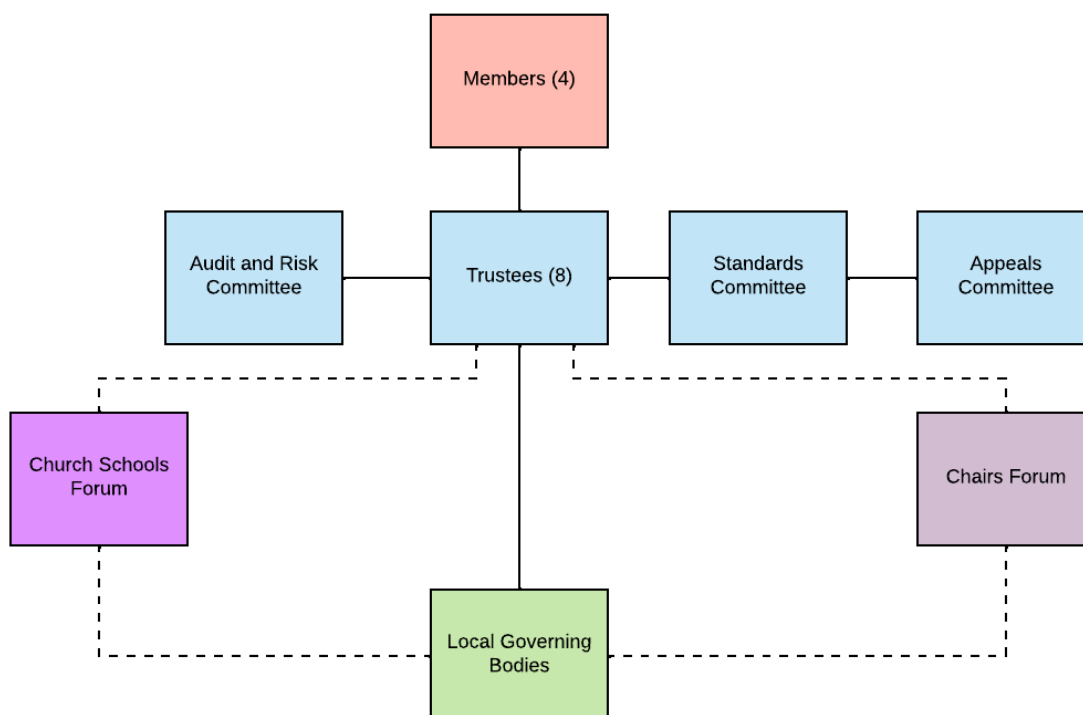 Members (4)
Audit and Risk
Committee
Trustees (8)
Standards
Committee
Appeals
Committee
Church Schools
Forum
Chairs Forum
Local Governing
Bodies